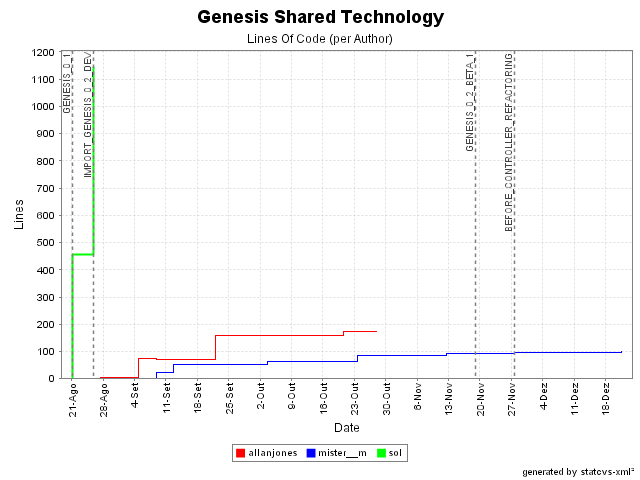 Genesis Shared Technology
Lines Of Code (per Author)
1200
1100
1000
900
800
700
600
500
400
300
200
100
0
Lines
GENESIS_0_1
IMPORT_GENESIS_0_2_DEV
GENESIS_0_2_BETA_1
BEFORE_CONTROLLER_REFACTORING
21-Ago
28-Ago
4-Set
11-Set
18-Set
25-Set
2-Out
9-Out
16-Out
23-Out
30-Out
6-Nov
13-Nov
20-Nov
27-Nov
4-Dez
11-Dez
18-Dez
Date
allanjones mister__m sol
generated by statcvs-xml²